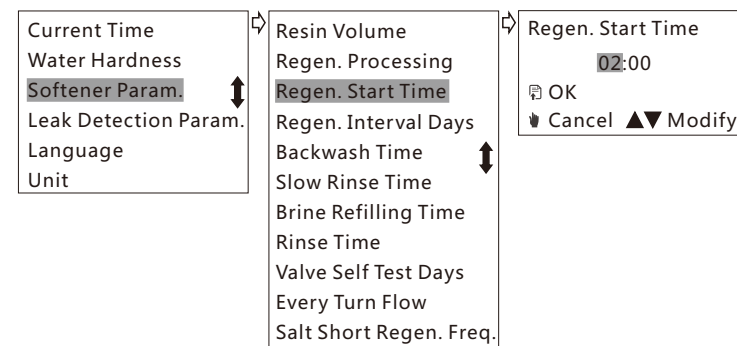 Current Time
Water Hardness
Softener Param.
Leak Detection Param.
Language
Unit
Resin Volume
Regen. Processing
Regen. Start Time
Regen. Interval Days
Backwash Time
Slow Rinse Time
Brine Refilling Time
Rinse Time
Valve Self Test Days
Every Turn Flow
Salt Short Regen. Freq.
Regen. Start Time
02:00
OK
Cancel ▲▼ Modify